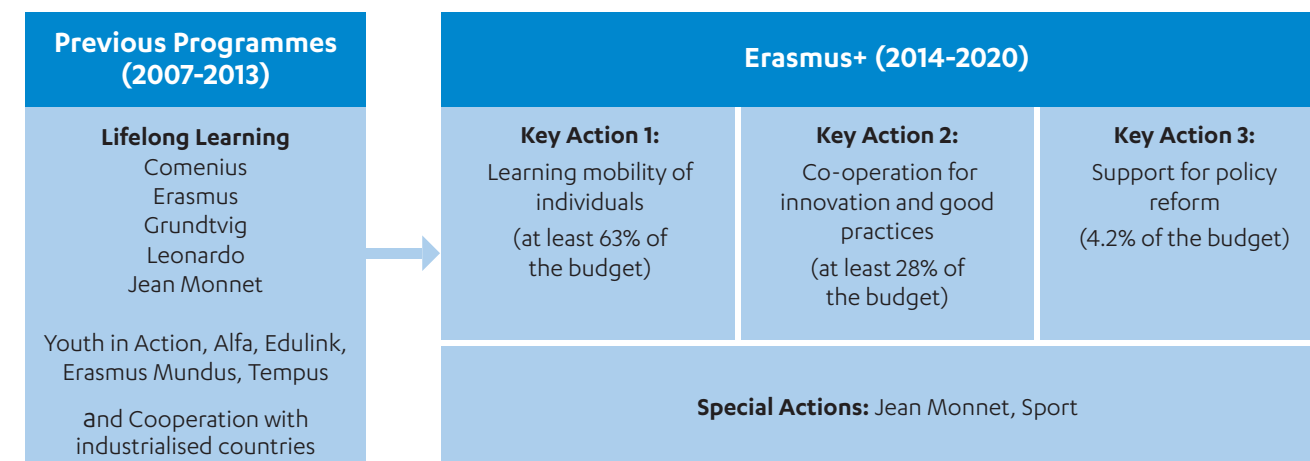 Previous Programmes
(2007-2013)
Lifelong Learning
Comenius
Erasmus
Grundtvig
Leonardo
Jean Monnet
Youth in Action, Alfa, Edulink,
Erasmus Mundus, Tempus
and Cooperation with
industrialised countries
Erasmus+ (2014-2020)
Key Action 1:
Learning mobility of
individuals
(at least 63% of
the budget)
Key Action 2:
Co-operation for
innovation and good
practices
(at least 28% of
the budget)
Key Action 3:
Support for policy
reform
(4.2% of the budget)
Special Actions: Jean Monnet, Sport